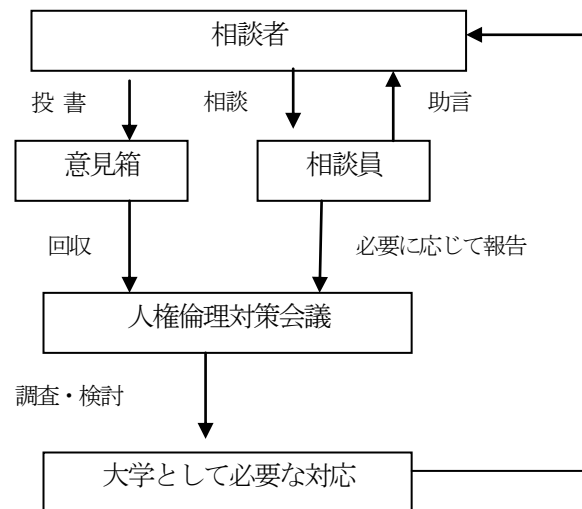 相談者
投 書
相談
助言
意見箱
相談員
回収
必要に応じて報告
人権倫理対策会議
調査・検討
大学として必要な対応